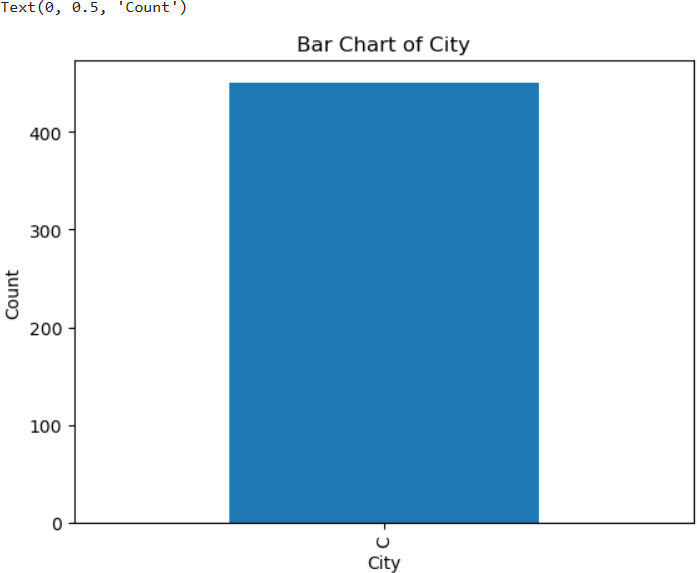 Text(0, 0.5, 'Count')
Bar Chart of City
400
300
200
100
0
Count
C
City